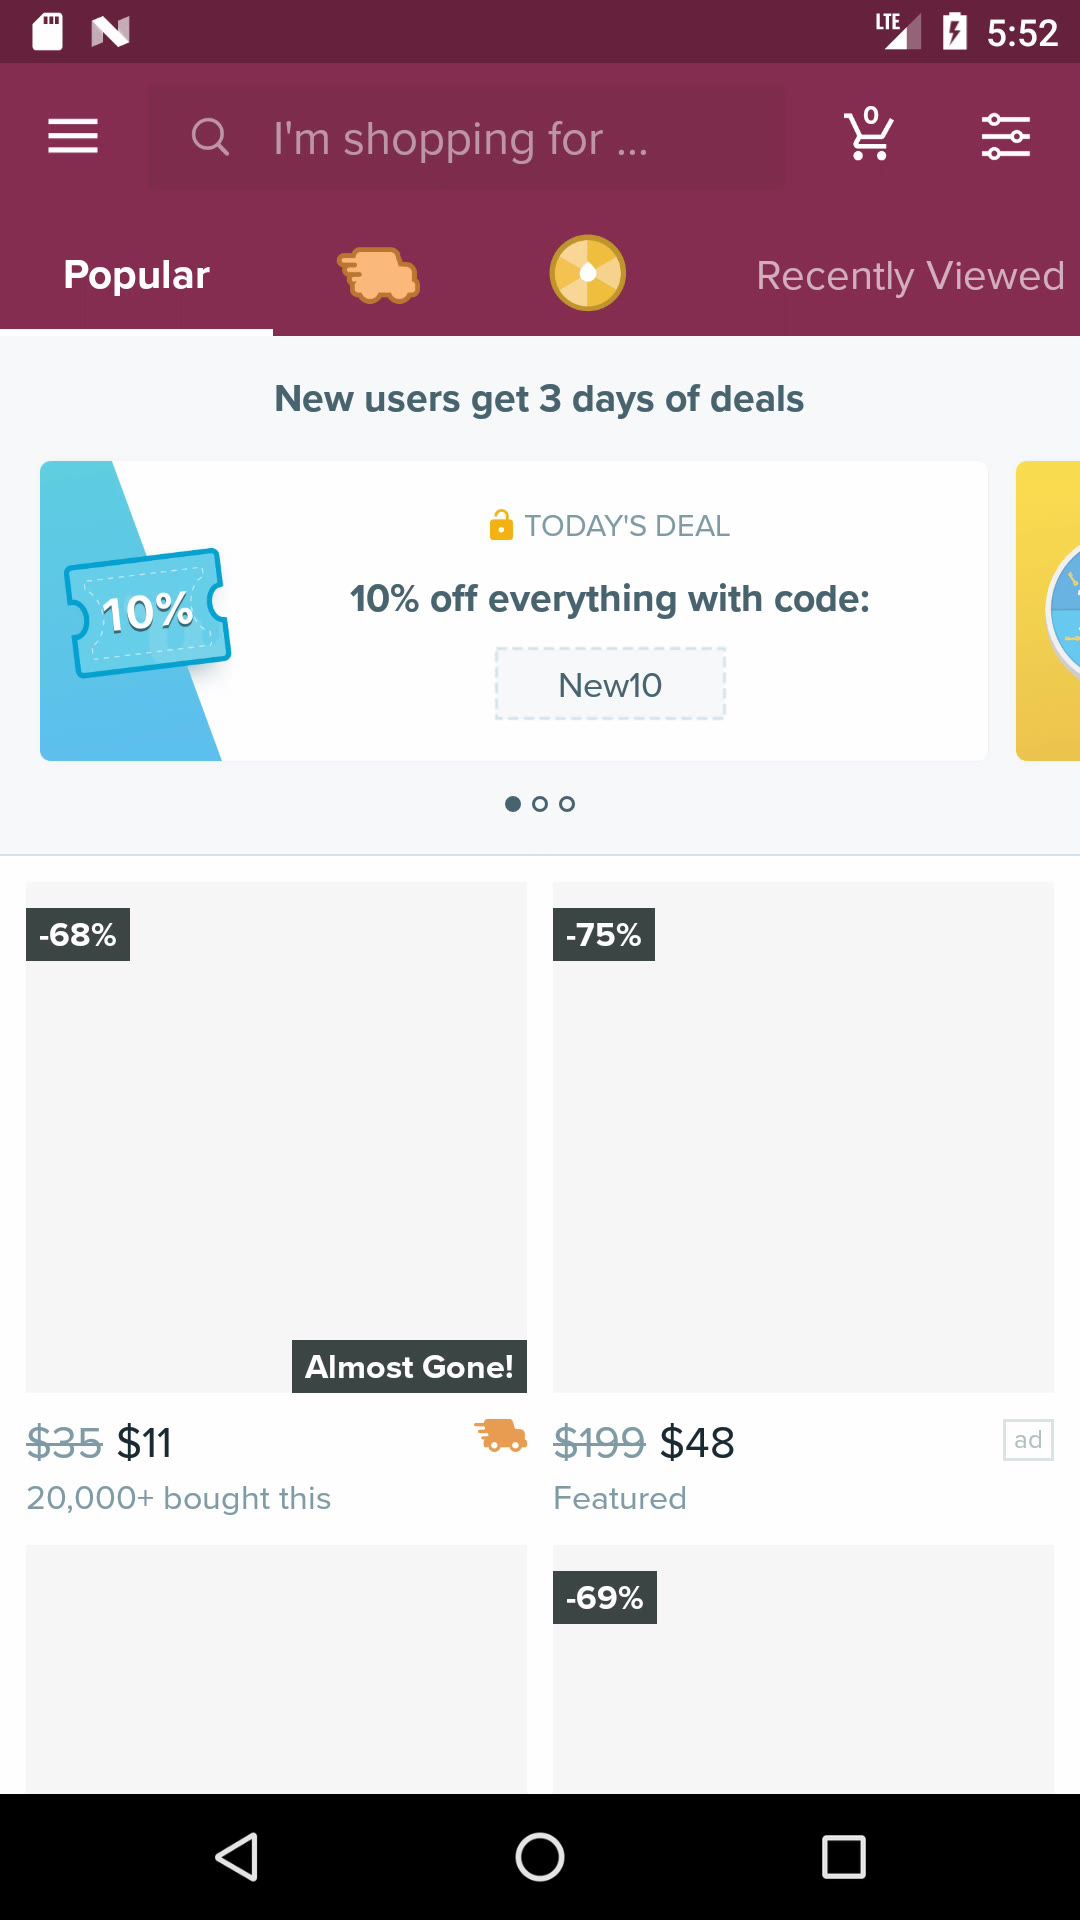 LTE 5:52
I'm shopping for ...
0
Popular
Recently Viewed
New users get 3 days of deals
TODAY'S DEAL
10% off everything with code:
10%
New10
-68%
-75%
Almost Gone!
$35 $11
$199 $48
ad
20,000+ bought this
Featured
-69%